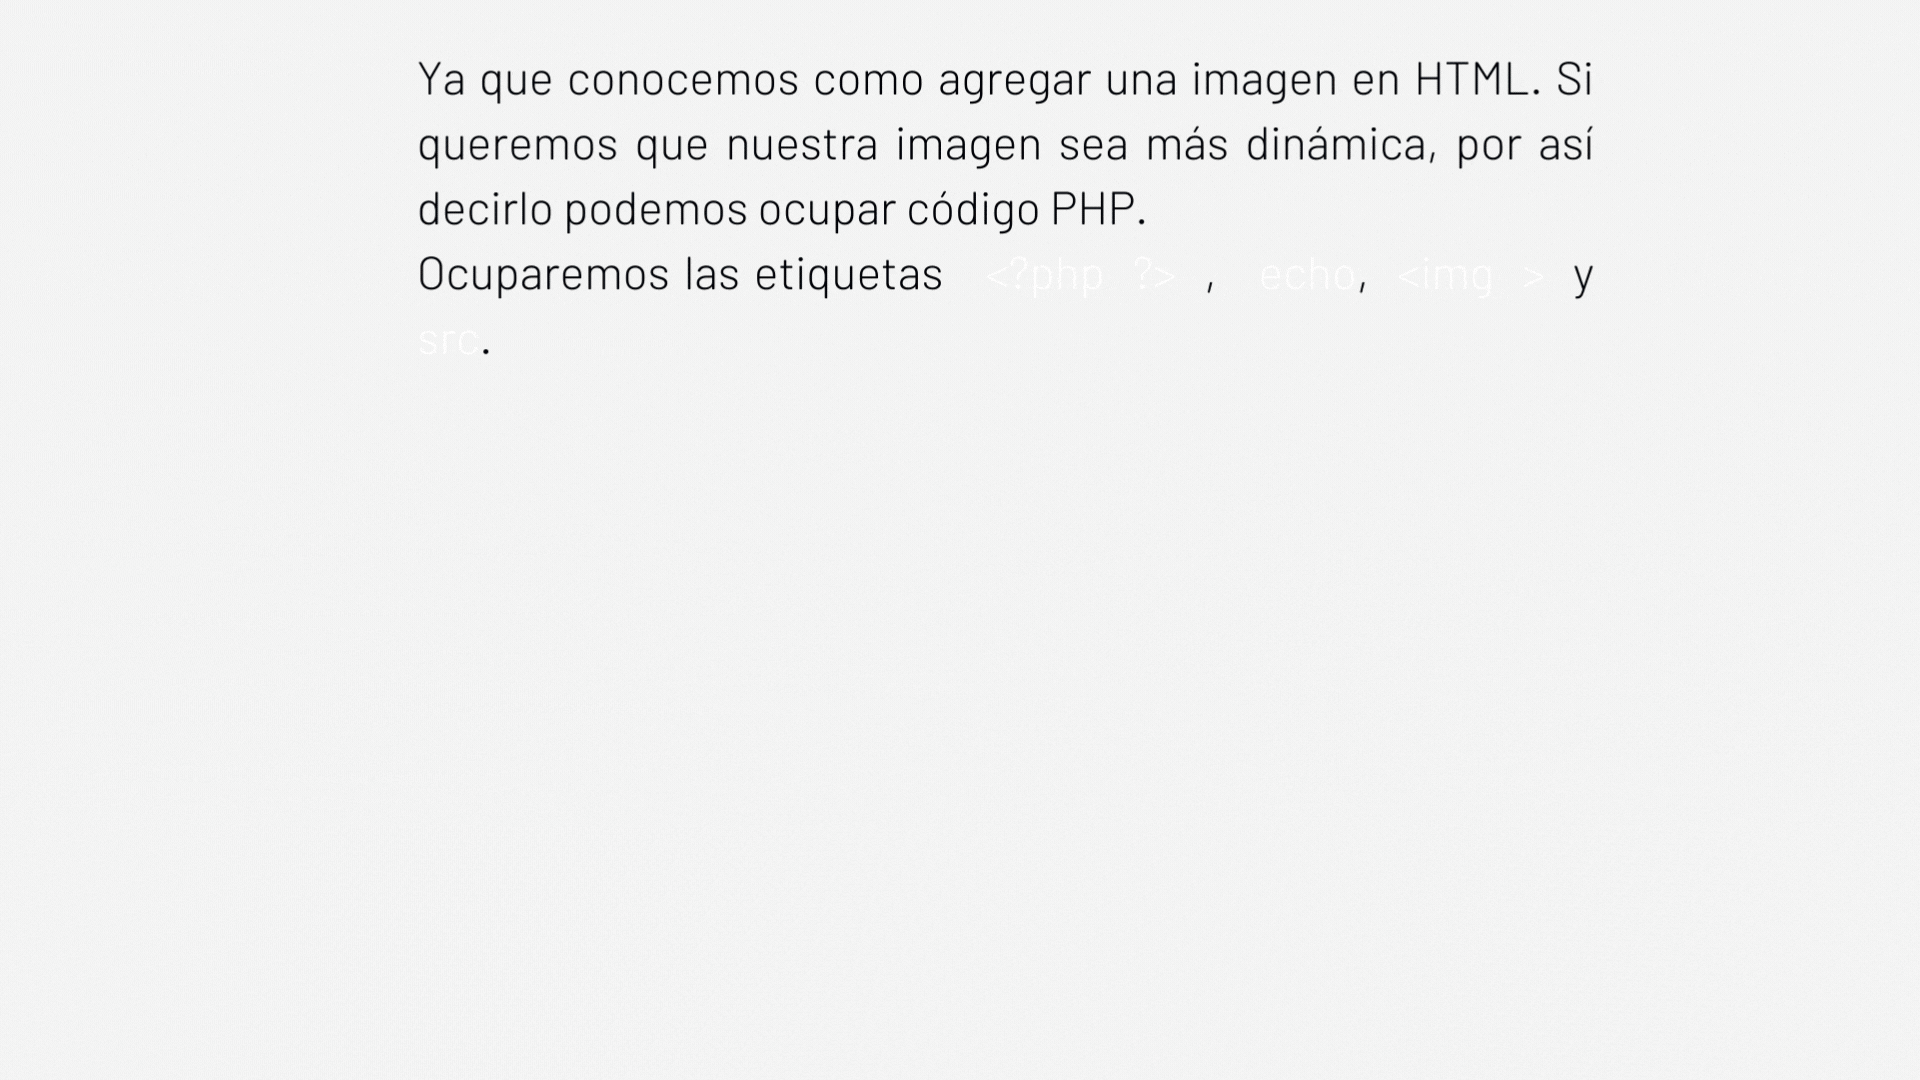 Ya que conocemos como agregar una imagen en HTML. Si
queremos que nuestra imagen sea más dinámica, por así
decirlo podemos ocupar código PHP.
Ocuparemos las etiquetas <?php ?> , echo, <img > y
src.